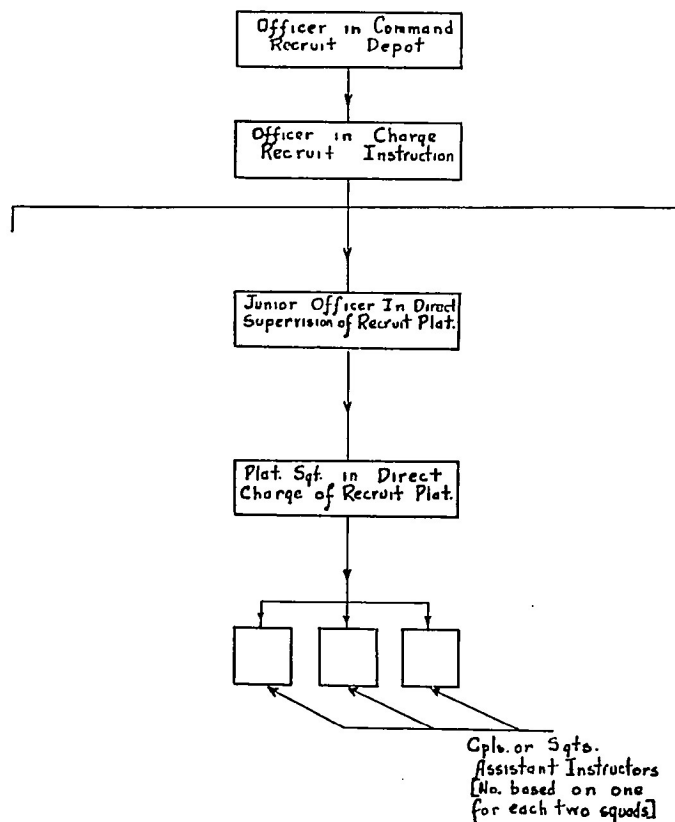 Officer in Command
Recruit Depot
Officer in Charge
Recruit Instruction
Junior Officer In Direct
Supervision of Recruit Plat.
Plat. Sgt. in Direct
Charge of Recruit Plat.
Cpls. or Sgts.
Assistant Instructors
[No. based on one
for each two squads]